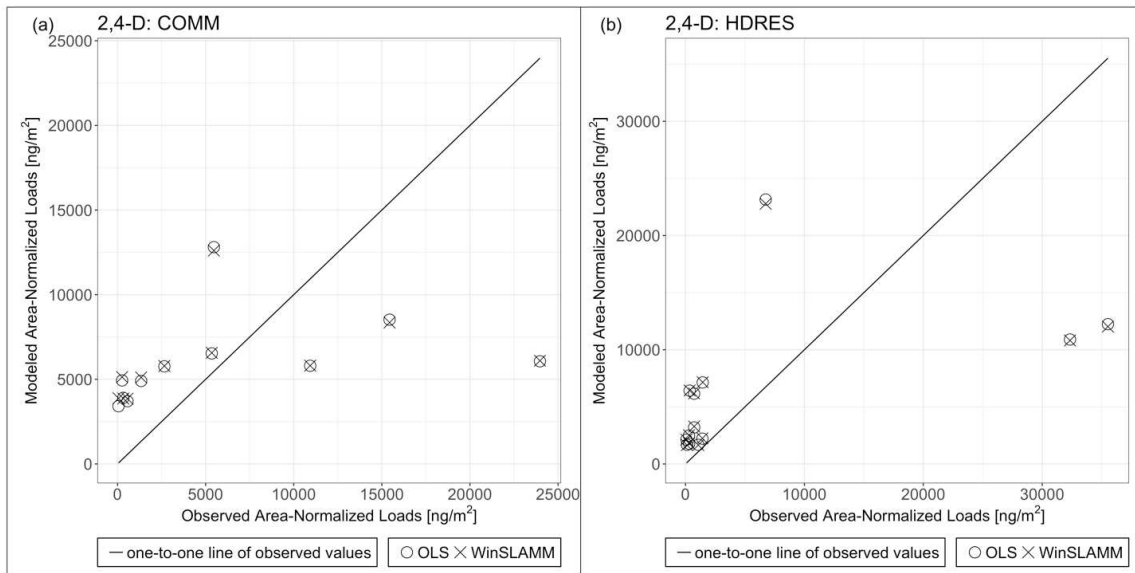 (a) 2,4-D: COMM
25000
20000
15000
10000
5000
0
Modeled Area-Normalized Loads [ng/m²]
0 5000 10000 15000 20000 25000
Observed Area-Normalized Loads [ng/m²]
— one-to-one line of observed values
○ OLS × WinSLAMM
(b) 2,4-D: HDRES
30000
20000
10000
0
Modeled Area-Normalized Loads [ng/m²]
0 10000 20000 30000
Observed Area-Normalized Loads [ng/m²]
— one-to-one line of observed values
○ OLS × WinSLAMM